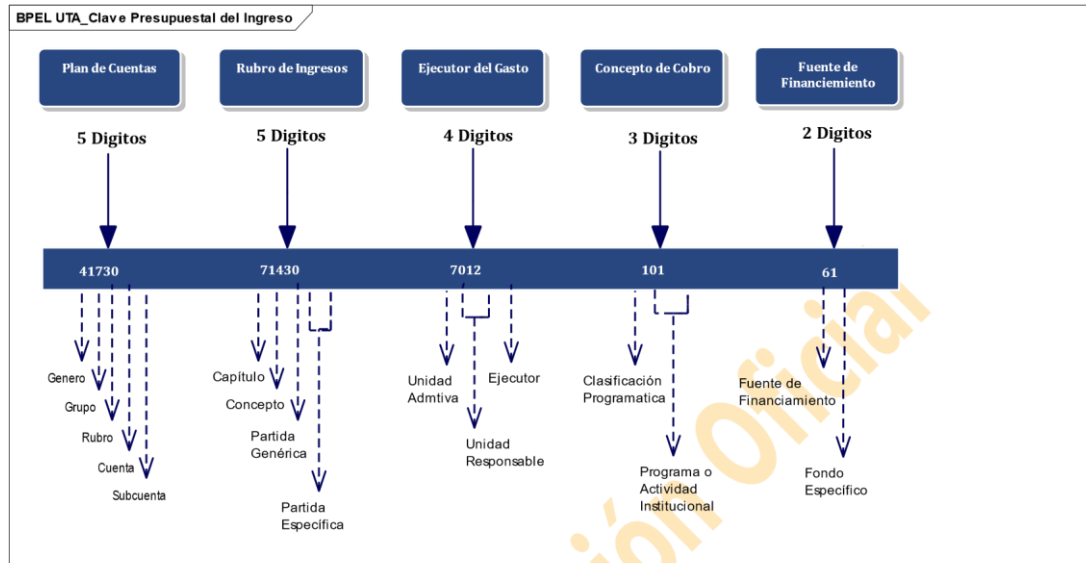 BPEL UTA_Clave Presupuestal del Ingreso
Plan de Cuentas
Rubro de Ingresos
Ejecutor del Gasto
Concepto de Cobro
Fuente de
Financiemiento
5 Digitos
5 Digitos
4 Digitos
3 Digitos
2 Digitos
41730
71430
7012
101
61
Genero
Grupo
Rubro
Cuenta
Subcuenta
Capítulo
Concepto
Partida
Genérica
Partida
Específica
Unidad
Admtiva
Unidad
Responsable
Ejecutor
Clasificación
Programatica
Programa o
Actividad
Institucional
Fuente de
Financiamiento
Fondo
Específico
ión Oficial